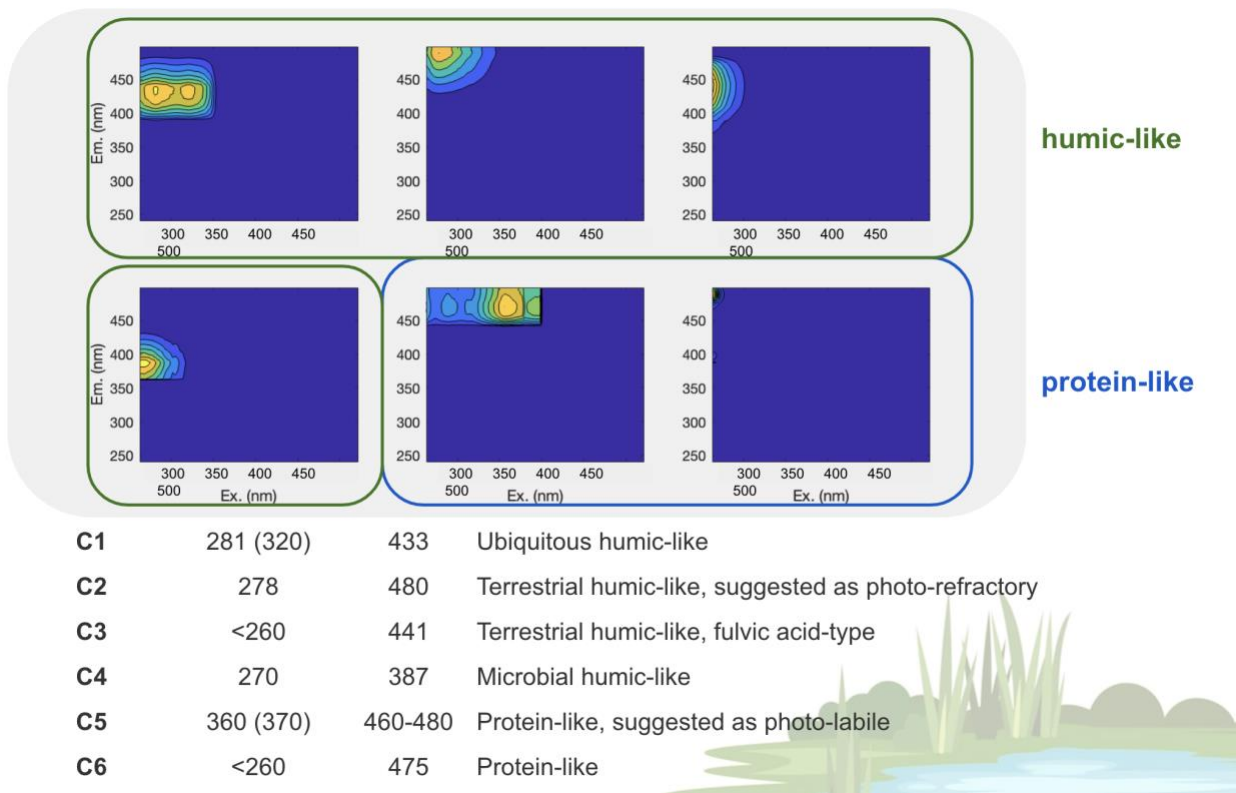 450
400
350
300
250
Em. (nm)
300 350 400 450
500
450
400
350
300
250
300 350 400 450
500
450
400
350
300
250
300 350 400 450
500
humic-like
450
400
350
300
250
Em. (nm)
300 350 400 450
500
Ex. (nm)
450
400
350
300
250
300 350 400 450
500
Ex. (nm)
450
400
350
300
250
300 350 400 450
500
Ex. (nm)
protein-like
C1 281 (320) 433 Ubiquitous humic-like
C2 278 480 Terrestrial humic-like, suggested as photo-refractory
C3 <260 441 Terrestrial humic-like, fulvic acid-type
C4 270 387 Microbial humic-like
C5 360 (370) 460-480 Protein-like, suggested as photo-labile
C6 <260 475 Protein-like